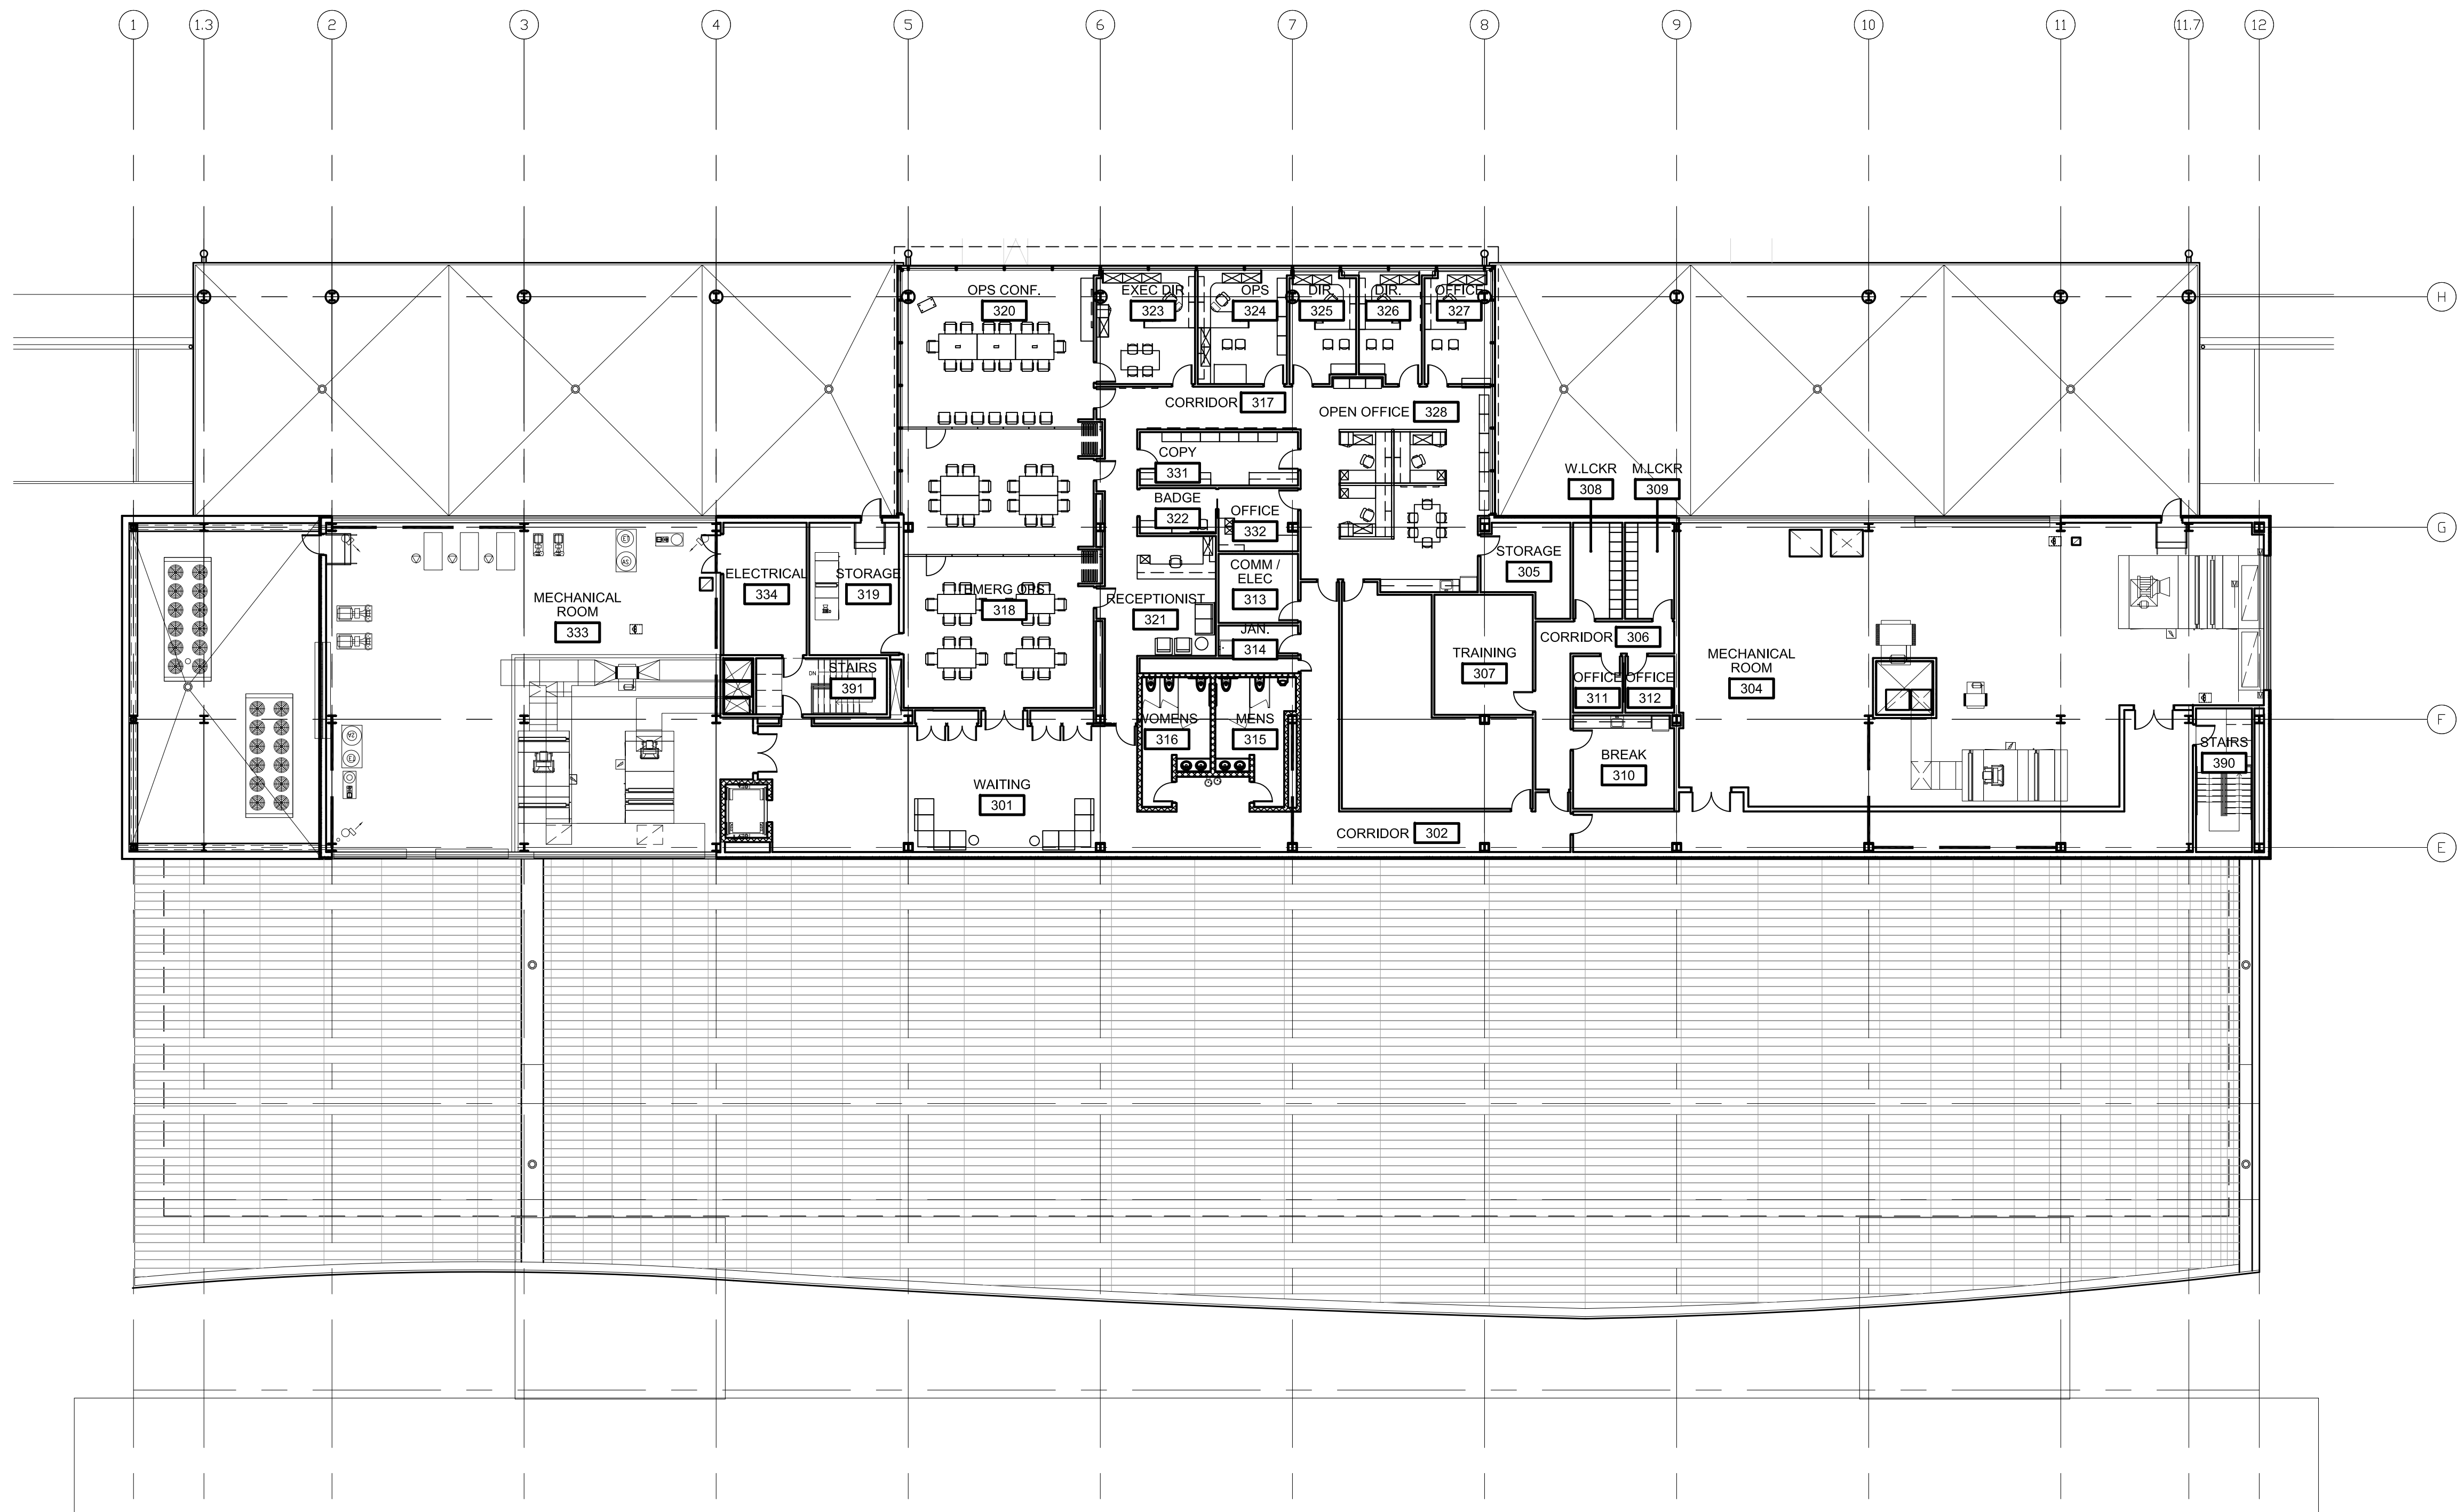 1 1.3 2 3 4 5 6 7 8 9 10 11 11.7 12
H
OPS CONF.
320
EXEC DIR
323
OPS
324
DIR.
325
DIR.
326
OFFICE
327
CORRIDOR 317
OPEN OFFICE 328
COPY
331
W.LCKR
308
M.LCKR
309
BADGE
322
OFFICE
332
G
STORAGE
305
ELECTRICAL
334
STORAGE
319
COMM /
ELEC
313
MECHANICAL
ROOM
333
EMERG OPS
318
RECEPTIONIST
321
JAN.
314
CORRIDOR 306
TRAINING
307
MECHANICAL
ROOM
304
DN
STAIRS
391
OFFICE
311
OFFICE
312
WOMENS
316
MENS
315
F
STAIRS
390
BREAK
310
WAITING
301
CORRIDOR 302
E